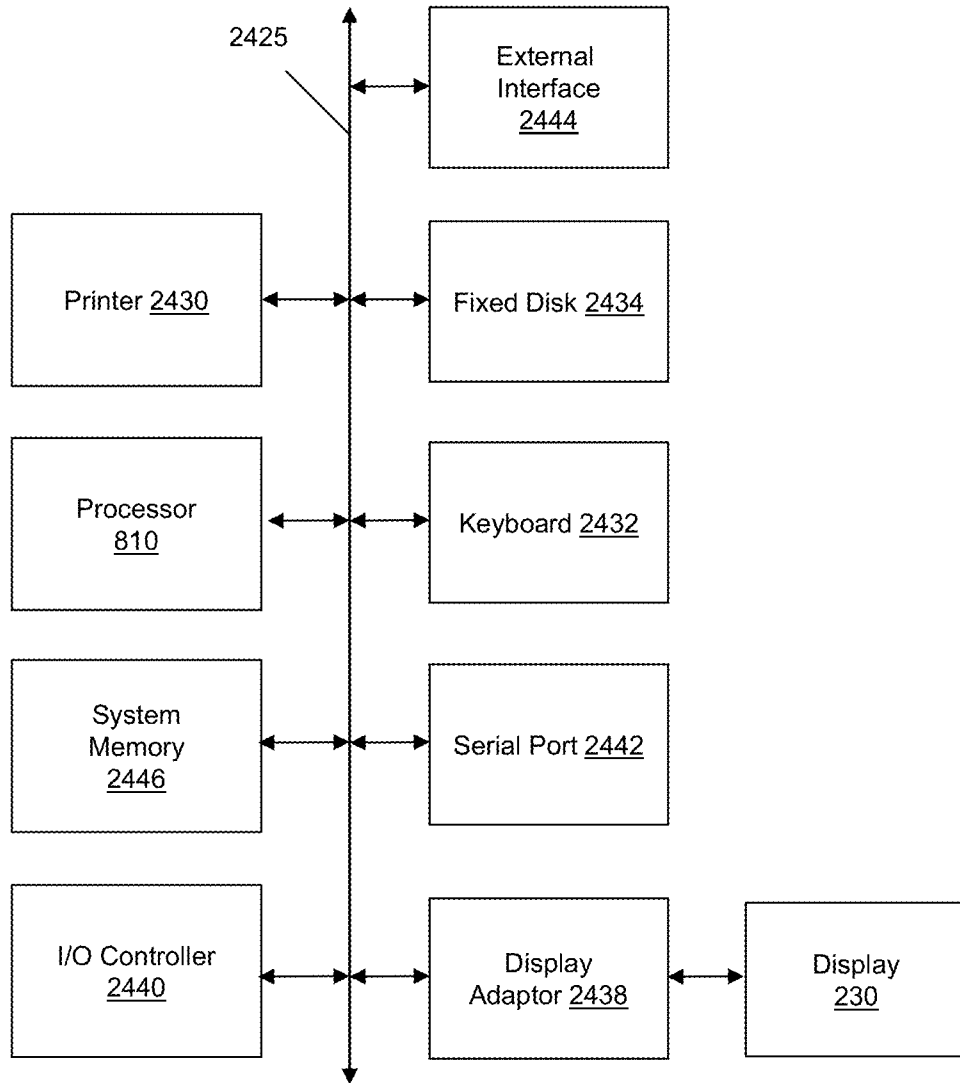 2425
External
Interface
2444
Printer 2430
Fixed Disk 2434
Processor
810
Keyboard 2432
System
Memory
2446
Serial Port 2442
I/O Controller
2440
Display
Adaptor 2438
Display
230